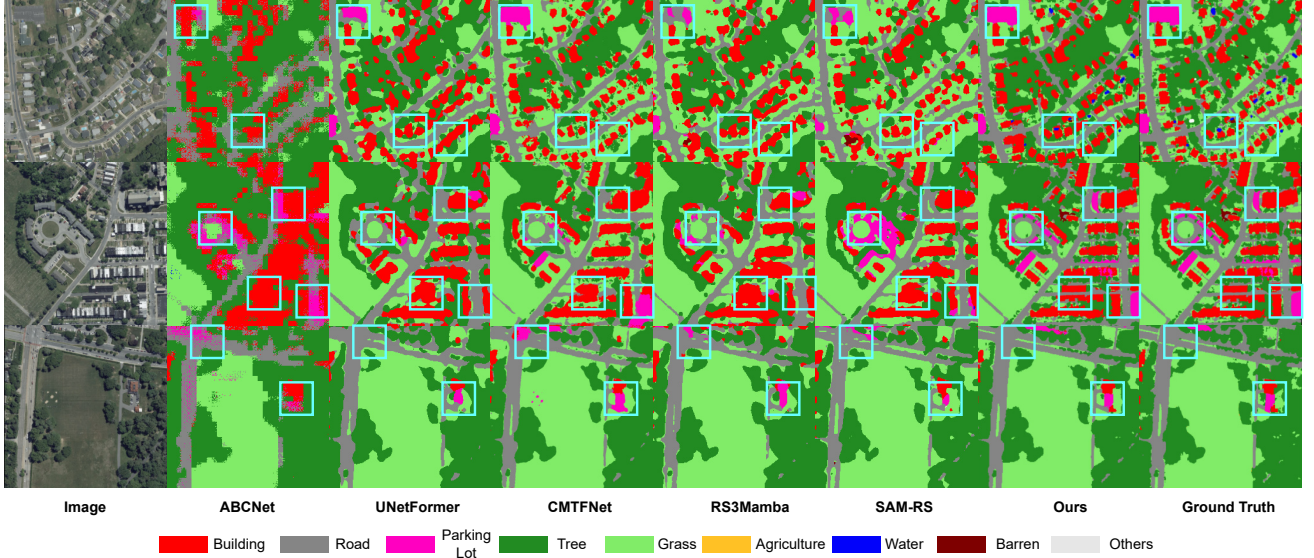 Image
ABCNet
UNetFormer
CMTFNet
RS3Mamba
SAM-RS
Ours
Ground Truth
Building
Road
Parking
Lot
Tree
Grass
Agriculture
Water
Barren
Others